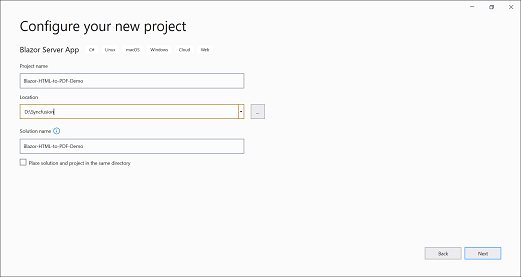 Configure your new project
Blazor Server App C# Linux macOS Windows Cloud Web
Project name
Blazor-HTML-to-PDF-Demo
Location
D:\Syncfusion
...
Solution name
Blazor-HTML-to-PDF-Demo
Place solution and project in the same directory
Back Next